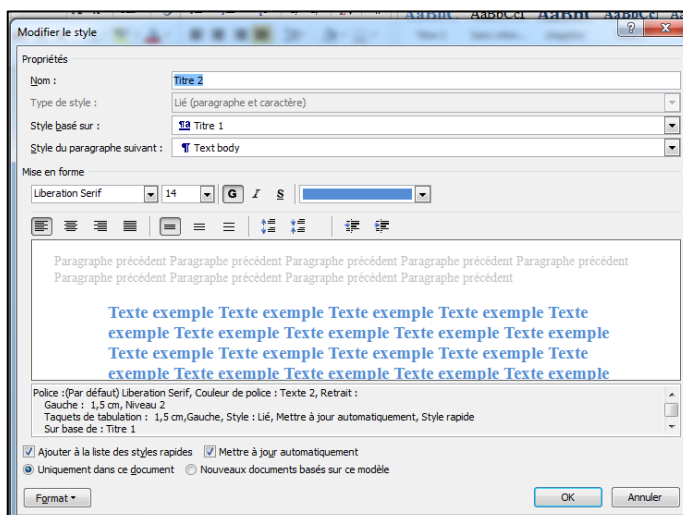 AaBbC AaBbCcI AaBbC AaBbCcI Aa
Modifier le style
Propriétés
Nom : Titre 2
Type de style : Lié (paragraphe et caractère)
Style basé sur : ¶a Titre 1
Style du paragraphe suivant : ¶ Text body
Mise en forme
Liberation Serif 14 G I S
Paragraphe précédent Paragraphe précédent Paragraphe précédent Paragraphe précédent Paragraphe précédent
Paragraphe précédent Paragraphe précédent Paragraphe précédent Paragraphe précédent
Texte exemple Texte exemple Texte exemple Texte exemple Texte
exemple Texte exemple Texte exemple Texte exemple Texte exemple
Texte exemple Texte exemple Texte exemple Texte exemple Texte
exemple Texte exemple Texte exemple Texte exemple Texte exemple
Police :(Par défaut) Liberation Serif, Couleur de police : Texte 2, Retrait :
Gauche : 1,5 cm, Niveau 2
Taquets de tabulation : 1,5 cm,Gauche, Style : Lié, Mettre à jour automatiquement, Style rapide
Sur base de : Titre 1
Ajouter à la liste des styles rapides Mettre à jour automatiquement
Uniquement dans ce document Nouveaux documents basés sur ce modèle
Format OK Annuler